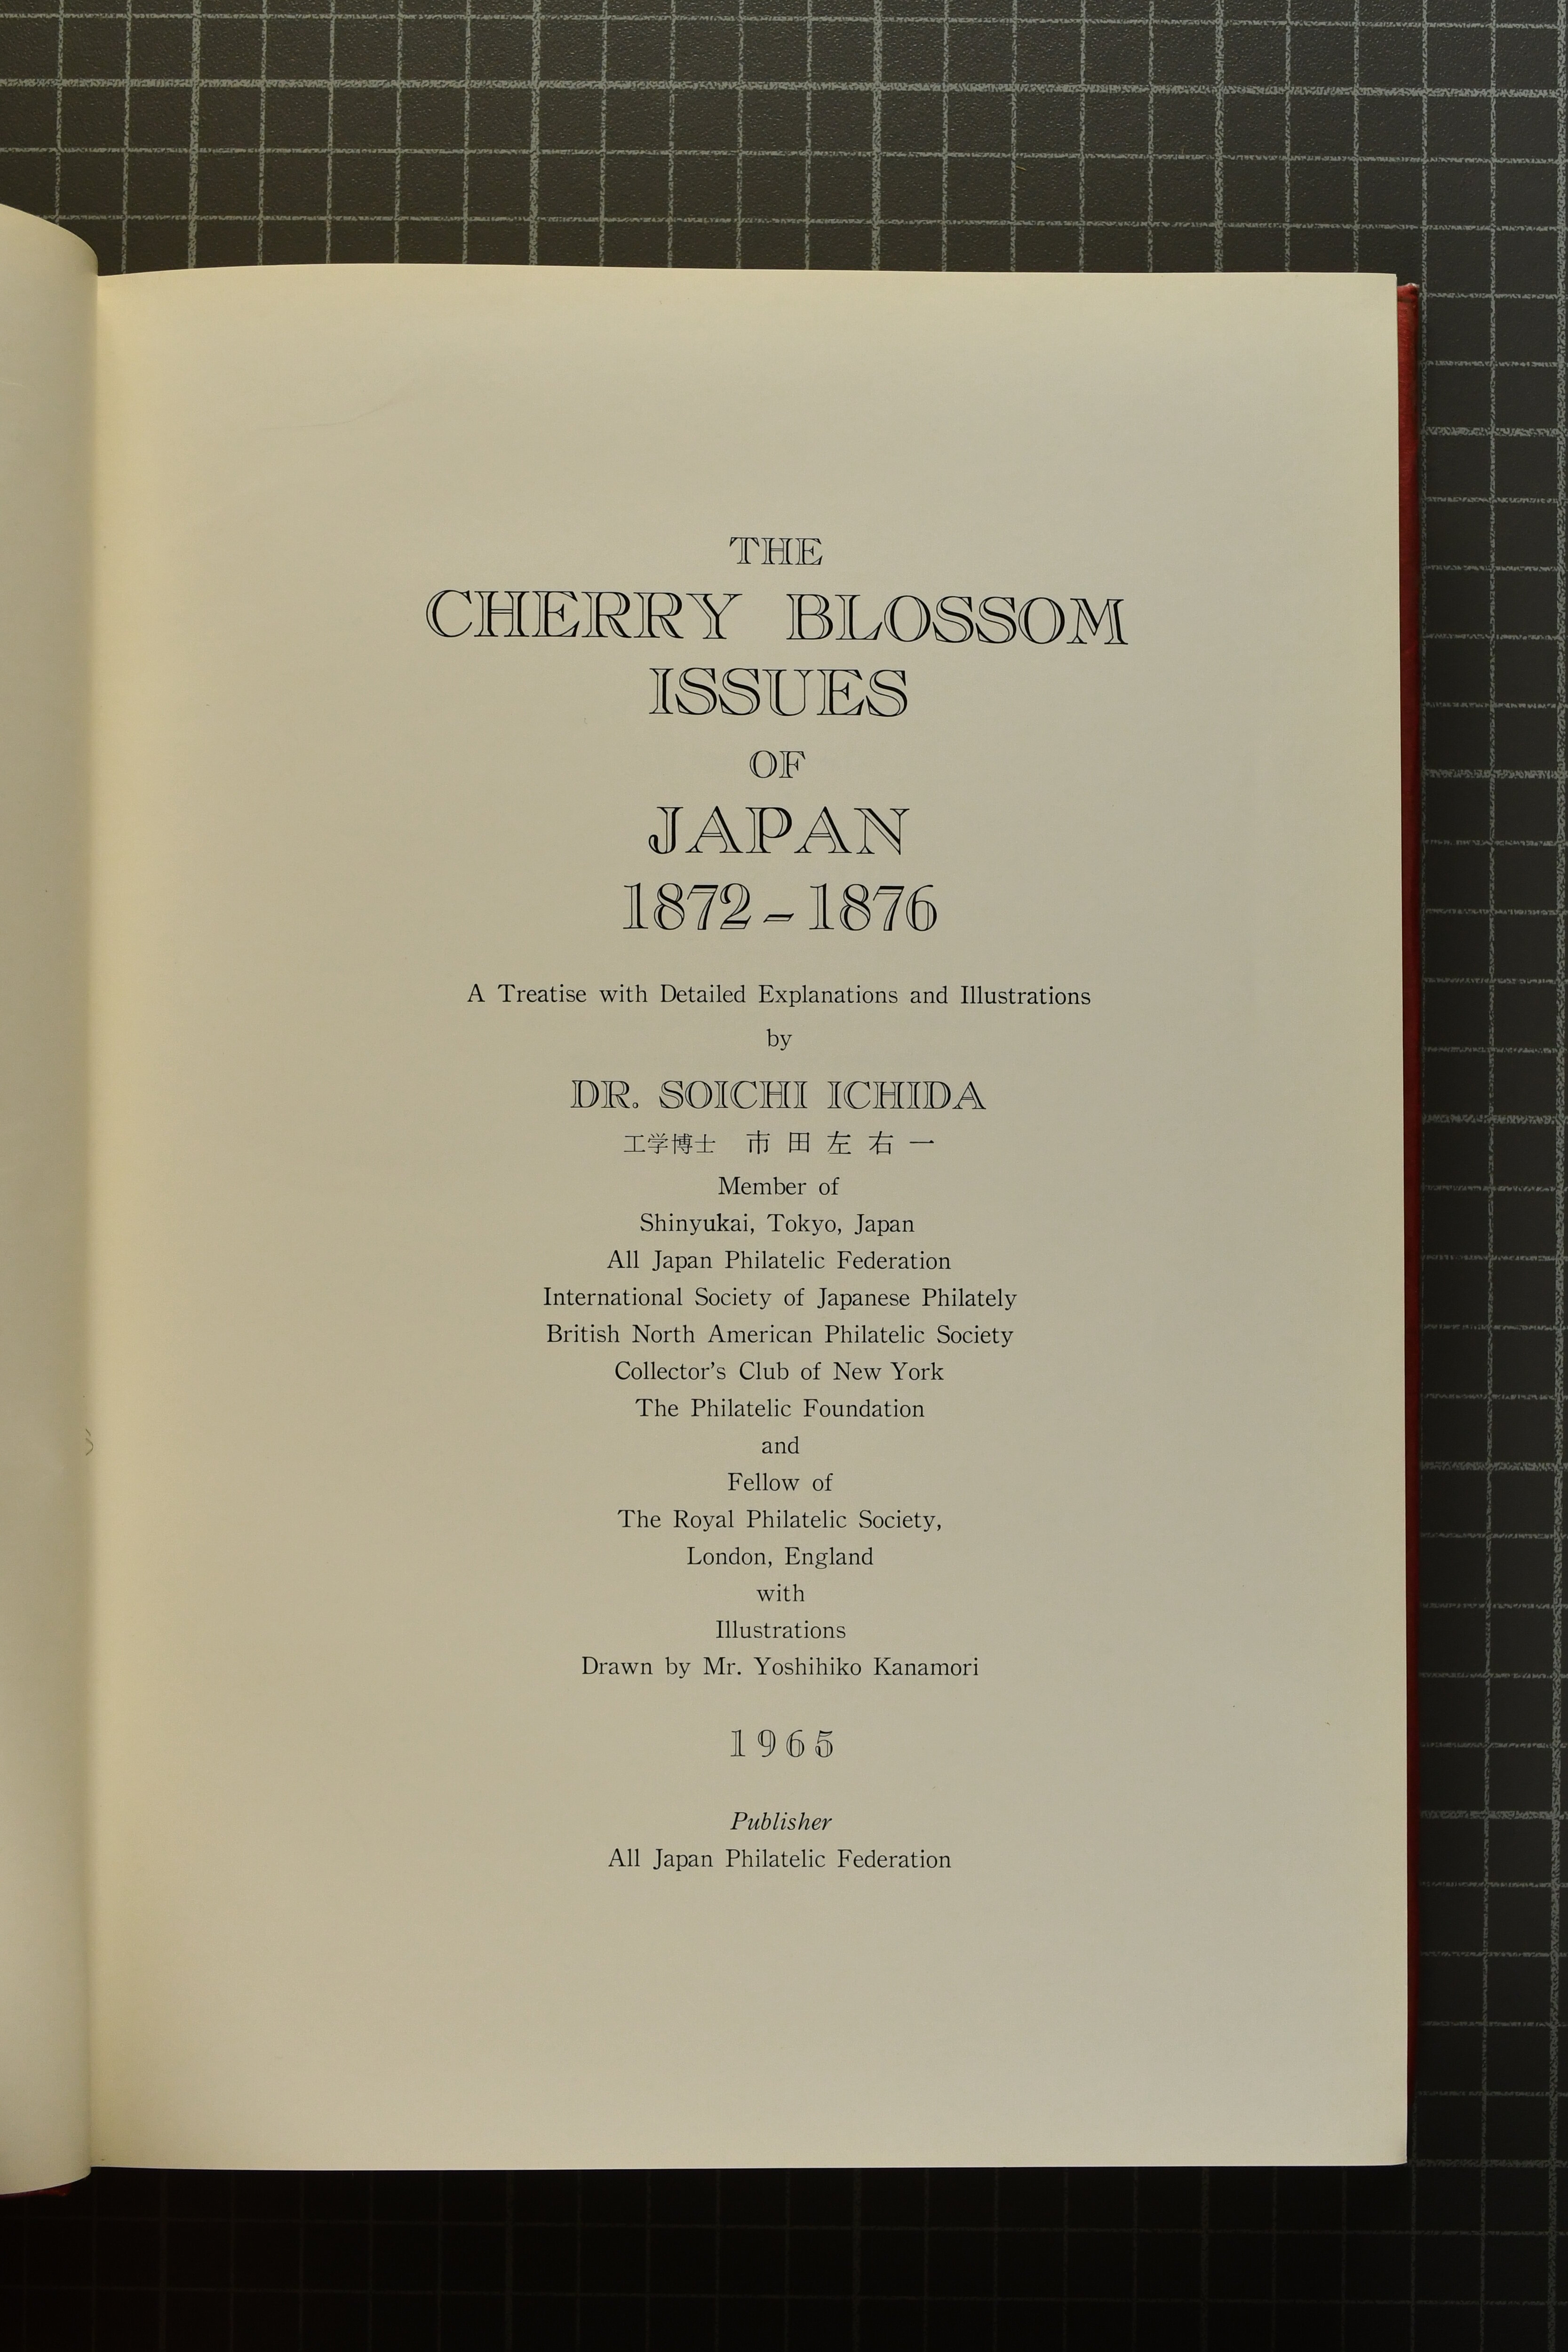 THE
CHERRY BLOSSOM
ISSUES
OF
JAPAN
1872-1876
A Treatise with Detailed Explanations and Illustrations
by
DR. SOICHI ICHIDA
工学博士 市田左右一
Member of
Shinyukai, Tokyo, Japan
All Japan Philatelic Federation
International Society of Japanese Philately
British North American Philatelic Society
Collector's Club of New York
The Philatelic Foundation
and
Fellow of
The Royal Philatelic Society,
London, England
with
Illustrations
Drawn by Mr. Yoshihiko Kanamori
1965
Publisher
All Japan Philatelic Federation